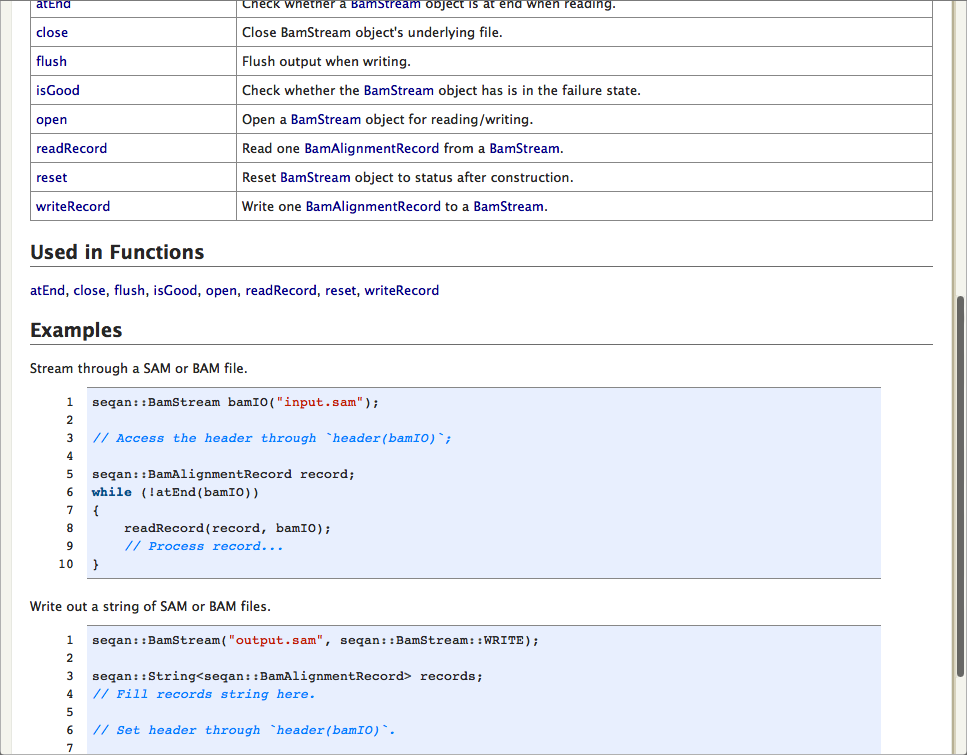 atEnd Check whether a BamStream object is at end when reading.
close Close BamStream object's underlying file.
flush Flush output when writing.
isGood Check whether the BamStream object has is in the failure state.
open Open a BamStream object for reading/writing.
readRecord Read one BamAlignmentRecord from a BamStream.
reset Reset BamStream object to status after construction.
writeRecord Write one BamAlignmentRecord to a BamStream.
Used in Functions
atEnd, close, flush, isGood, open, readRecord, reset, writeRecord
Examples
Stream through a SAM or BAM file.
1 seqan::BamStream bamIO("input.sam");
2
3 // Access the header through `header(bamIO)`;
4
5 seqan::BamAlignmentRecord record;
6 while (!atEnd(bamIO))
7 {
8     readRecord(record, bamIO);
9     // Process record...
10 }
Write out a string of SAM or BAM files.
1 seqan::BamStream("output.sam", seqan::BamStream::WRITE);
2
3 seqan::String<seqan::BamAlignmentRecord> records;
4 // Fill records string here.
5
6 // Set header through `header(bamIO)`.
7